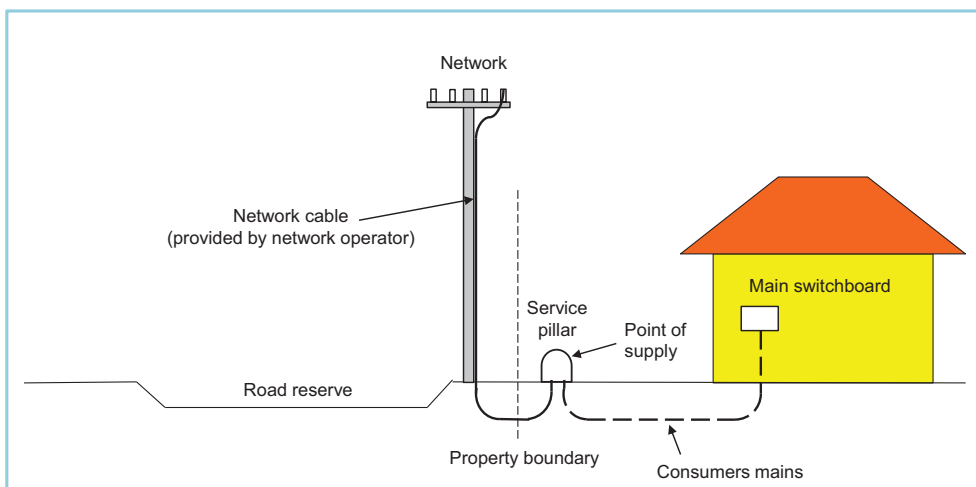 Network
Network cable
(provided by network operator)
Main switchboard
Service
pillar
Point of
supply
Road reserve
Property boundary
Consumers mains